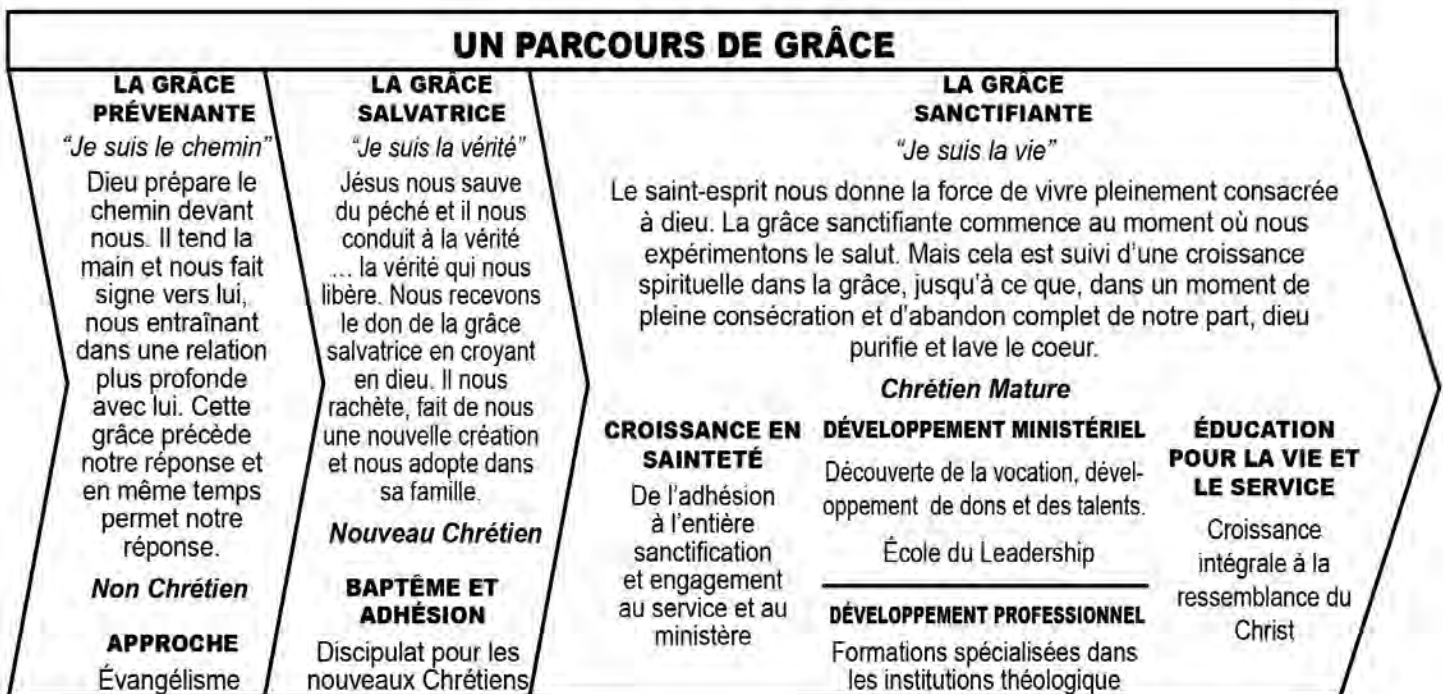 UN PARCOURS DE GRÂCE
LA GRÂCE
PRÉVENANTE
“Je suis le chemin”
Dieu prépare le
chemin devant
nous. Il tend la
main et nous fait
signe vers lui,
nous entraînant
dans une relation
plus profonde
avec lui. Cette
grâce précède
notre réponse et
en même temps
permet notre
réponse.
Non Chrétien
APPROCHE
Évangélisme
LA GRÂCE
SALVATRICE
“Je suis la vérité”
Jésus nous sauve
du péché et il nous
conduit à la vérité
... la vérité qui nous
libère. Nous recevons
le don de la grâce
salvatrice en croyant
en dieu. Il nous
rachète, fait de nous
une nouvelle création
et nous adopte dans
sa famille.
Nouveau Chrétien
BAPTÊME ET
ADHÉSION
Discipulat pour les
nouveaux Chrétiens
LA GRÂCE
SANCTIFIANTE
“Je suis la vie”
Le saint-esprit nous donne la force de vivre pleinement consacrée
à dieu. La grâce sanctifiante commence au moment où nous
expérimentons le salut. Mais cela est suivi d’une croissance
spirituelle dans la grâce, jusqu’à ce que, dans un moment de
pleine consécration et d’abandon complet de notre part, dieu
purifie et lave le coeur.
Chrétien Mature
CROISSANCE EN
SAINTETÉ
De l’adhésion
à l’entière
sanctification
et engagement
au service et au
ministère
DÉVELOPPEMENT MINISTÉRIEL
Découverte de la vocation, dével-
oppement de dons et des talents.
École du Leadership
DÉVELOPPEMENT PROFESSIONNEL
Formations spécialisées dans
les institutions théologique
ÉDUCATION
POUR LA VIE ET
LE SERVICE
Croissance
intégrale á la
ressemblance du
Christ